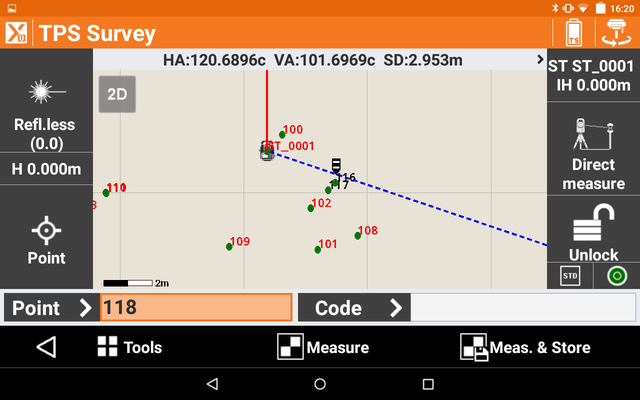 16:20
TPS Survey
TS
HA:120.6896c VA:101.6969c SD:2.953m
ST ST_0001
IH 0.000m
2D
Refl.less
(0.0)
H 0.000m
Point
100
ST_0001
116
117
110
102
108
109
101
2m
Direct
measure
Unlock
STD
Point
118
Code
Tools
Measure
Meas. & Store